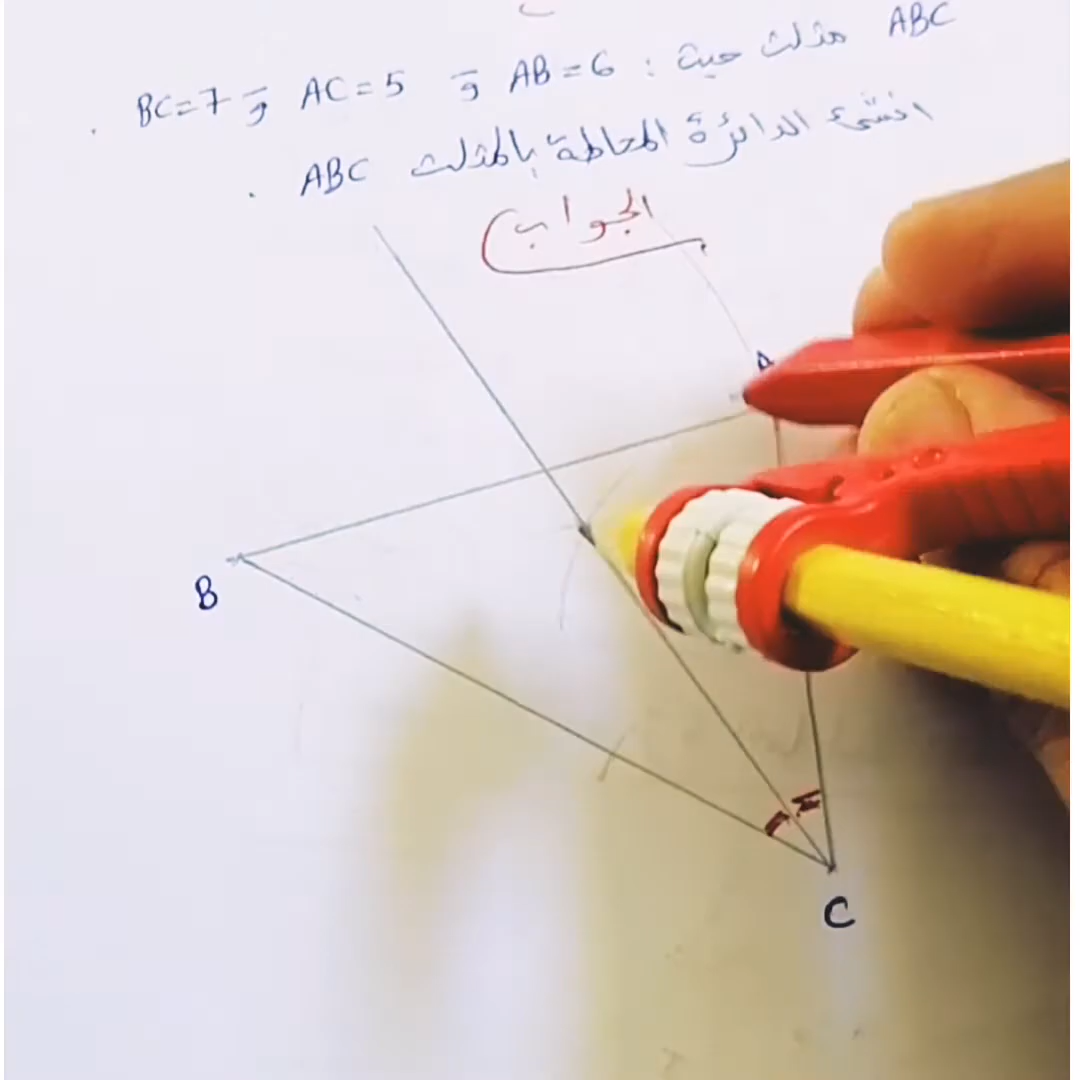 ABC مثلث حيث : AB = 6 و AC = 5 و BC = 7 .
انشئ الدائرة المحاطة بالمثلث ABC .
الجواب
A
B
C